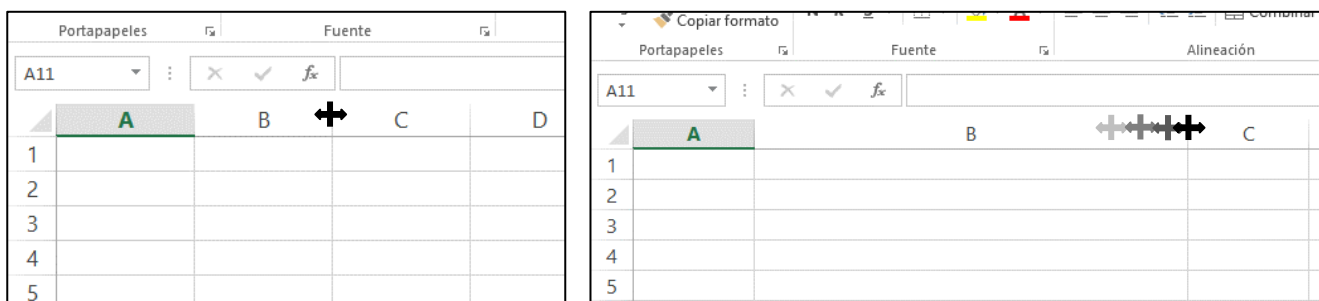 Portapapeles Fuente
A11 fx
A B C D
1
2
3
4
5
Copiar formato Combinar
Portapapeles Fuente Alineación
A11 fx
A B C
1
2
3
4
5